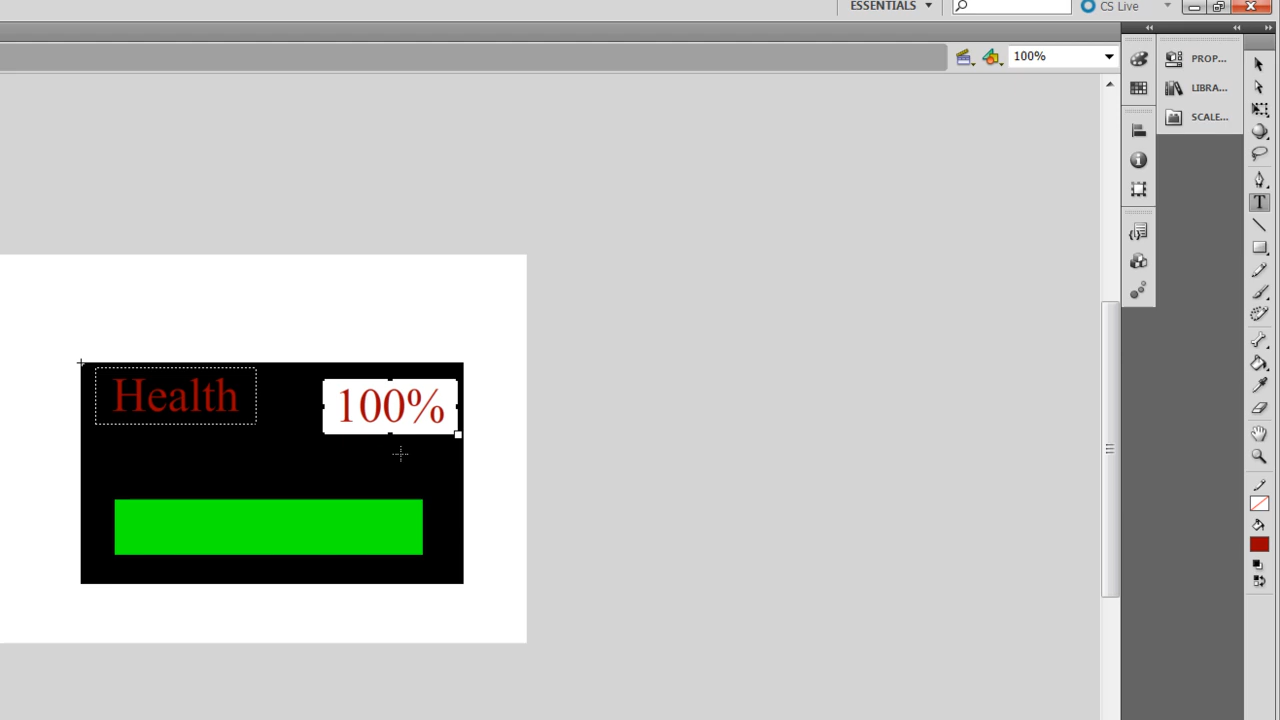 ESSENTIALS
CS Live
100%
PROP...
LIBRA...
SCALE...
T
Health
100%